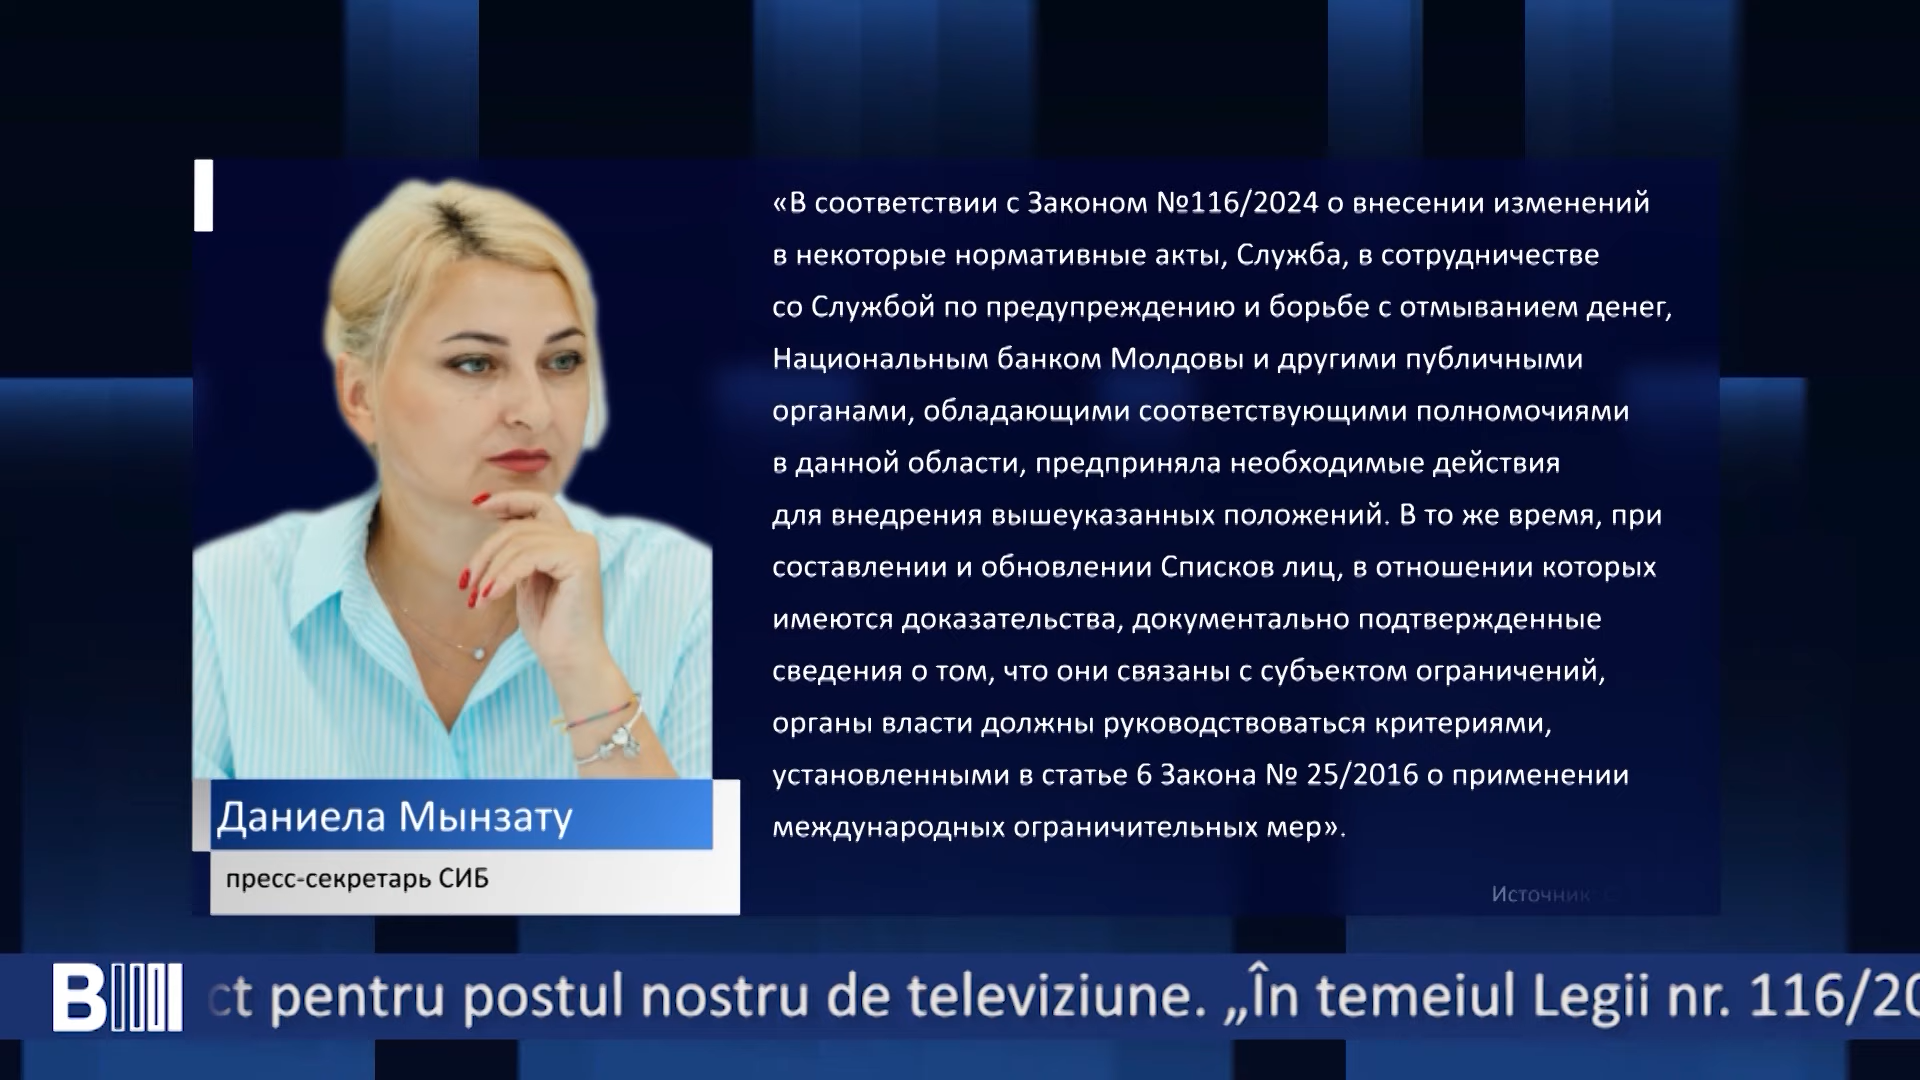 «В соответствии с Законом №116/2024 о внесении изменений
в некоторые нормативные акты, Служба, в сотрудничестве
со Службой по предупреждению и борьбе с отмыванием денег,
Национальным банком Молдовы и другими публичными
органами, обладающими соответствующими полномочиями
в данной области, предприняла необходимые действия
для внедрения вышеуказанных положений. В то же время, при
составлении и обновлении Списков лиц, в отношении которых
имеются доказательства, документально подтвержденные
сведения о том, что они связаны с субъектом ограничений,
органы власти должны руководствоваться критериями,
установленными в статье 6 Закона № 25/2016 о применении
международных ограничительных мер».
Источник
Даниела Мынзату
пресс-секретарь СИБ
B
ct pentru postul nostru de televiziune. „În temeiul Legii nr. 116/20